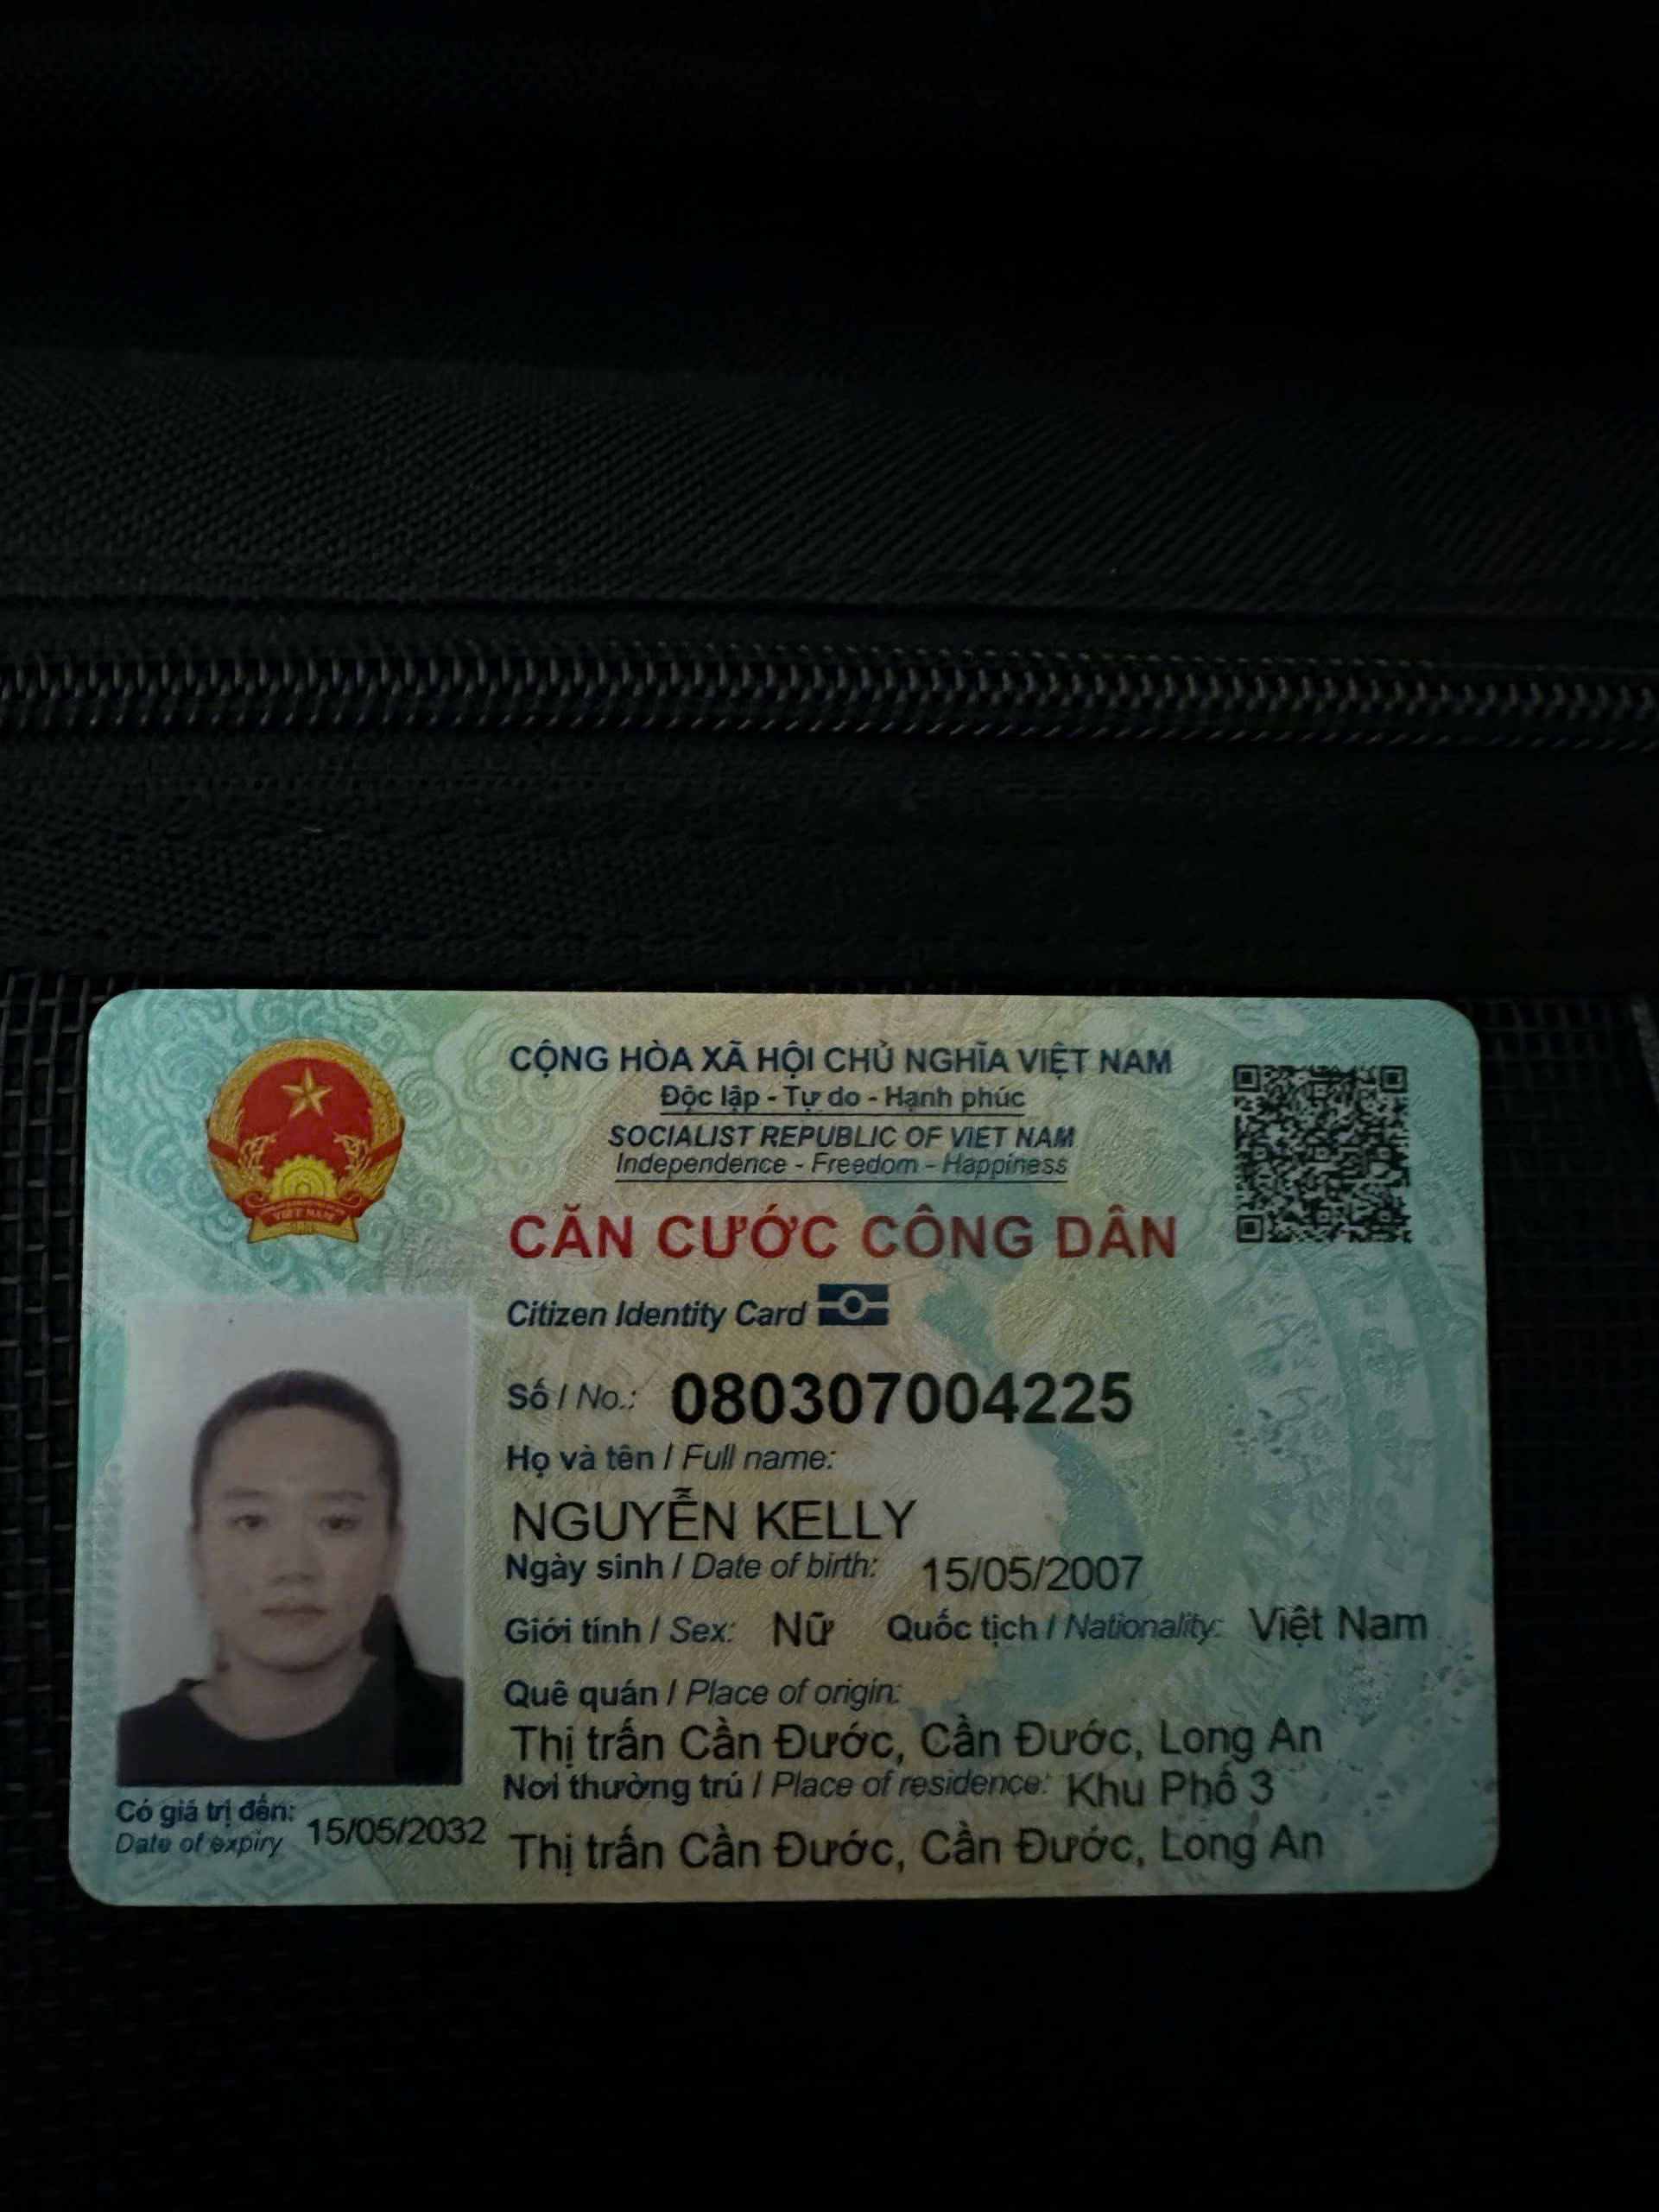 CỘNG HÒA XÃ HỘI CHỦ NGHĨA VIỆT NAM
Độc lập - Tự do - Hạnh phúc
SOCIALIST REPUBLIC OF VIET NAM
Independence - Freedom - Happiness
CĂN CƯỚC CÔNG DÂN
Citizen Identity Card
VIỆT NAM
Số / No.: 080307004225
Họ và tên / Full name:
NGUYỄN KELLY
Ngày sinh / Date of birth: 15/05/2007
Giới tính / Sex: Nữ Quốc tịch / Nationality: Việt Nam
Quê quán / Place of origin:
Thị trấn Cần Đước, Cần Đước, Long An
Nơi thường trú / Place of residence: Khu Phố 3
Thị trấn Cần Đước, Cần Đước, Long An
Có giá trị đến: 15/05/2032
Date of expiry